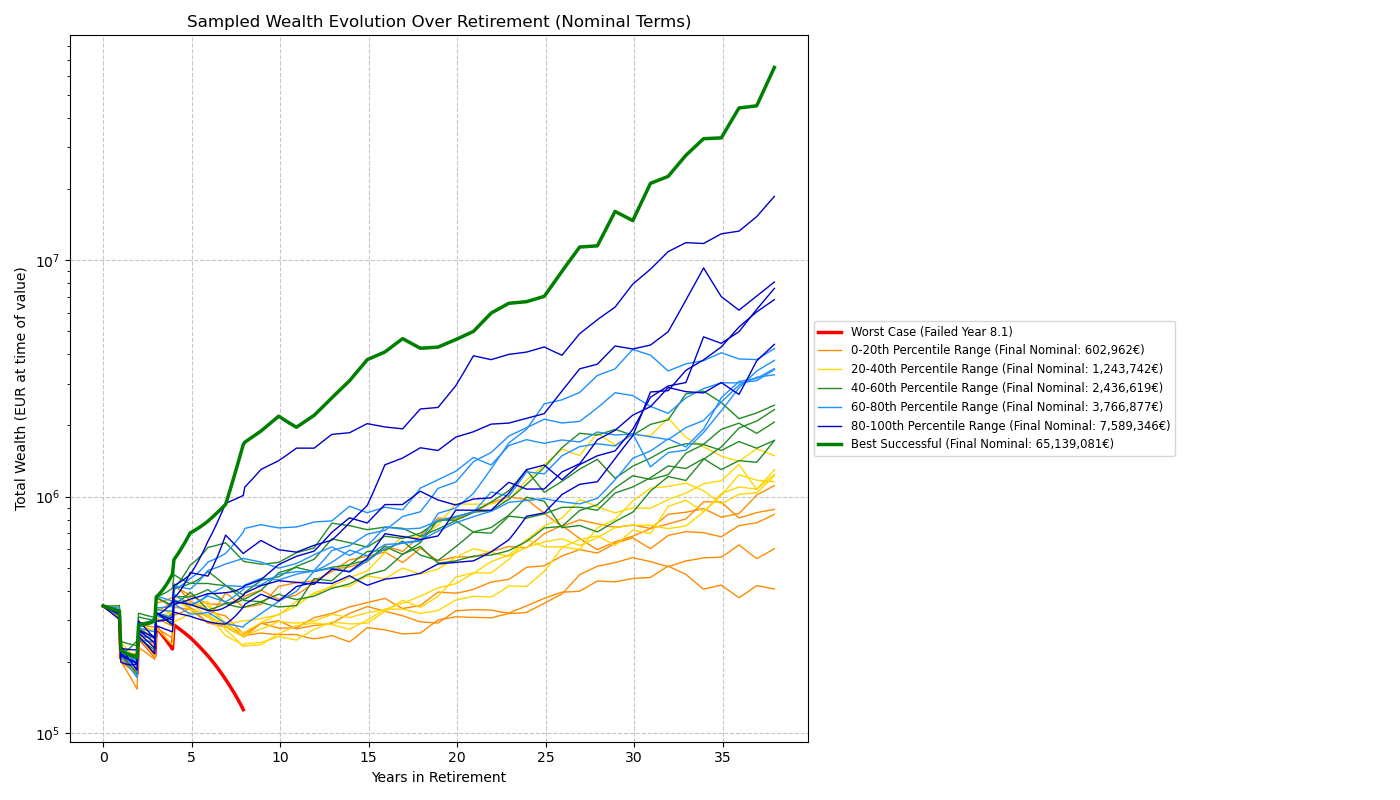 Sampled Wealth Evolution Over Retirement (Nominal Terms)
Total Wealth (EUR at time of value)
10^7
10^6
10^5
0 5 10 15 20 25 30 35
Years in Retirement
Worst Case (Failed Year 8.1)
0-20th Percentile Range (Final Nominal: 602,962€)
20-40th Percentile Range (Final Nominal: 1,243,742€)
40-60th Percentile Range (Final Nominal: 2,436,619€)
60-80th Percentile Range (Final Nominal: 3,766,877€)
80-100th Percentile Range (Final Nominal: 7,589,346€)
Best Successful (Final Nominal: 65,139,081€)